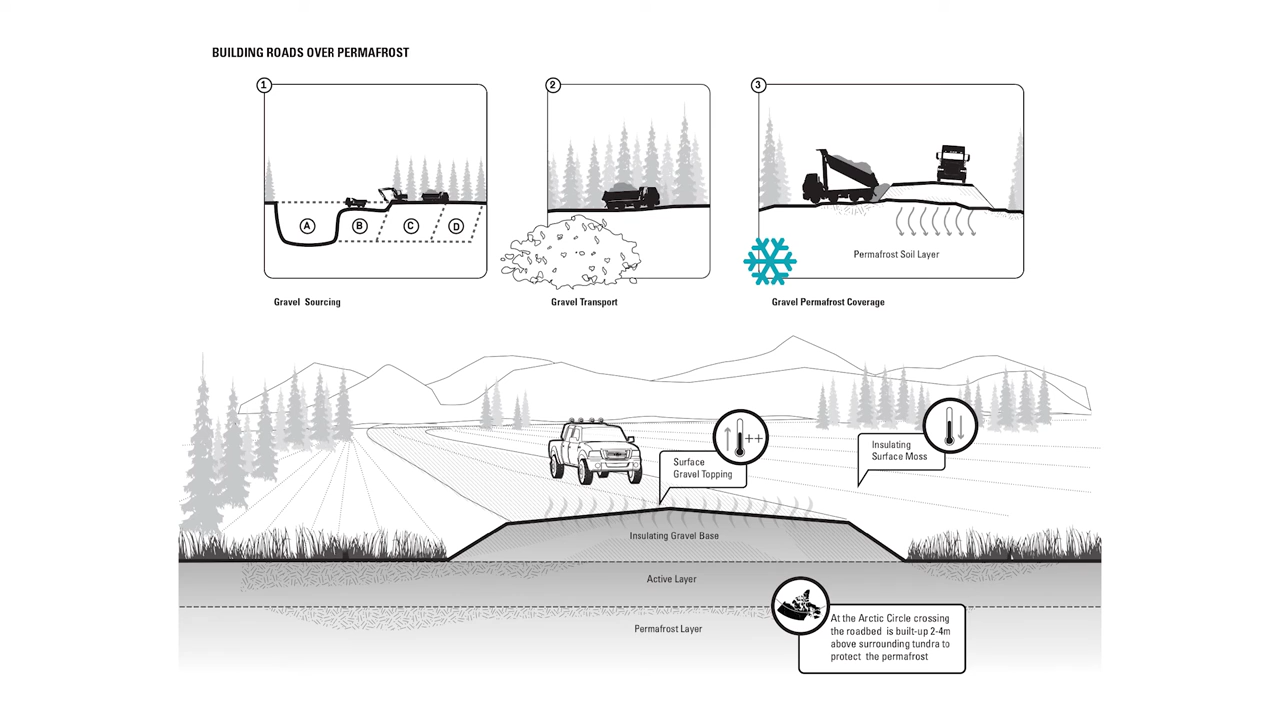 BUILDING ROADS OVER PERMAFROST
1
2
3
A
B
C
D
Permafrost Soil Layer
Gravel Sourcing
Gravel Transport
Gravel Permafrost Coverage
++
Surface
Gravel Topping
Insulating
Surface Moss
Insulating Gravel Base
Active Layer
Permafrost Layer
At the Arctic Circle crossing
the roadbed is built-up 2-4m
above surrounding tundra to
protect the permafrost